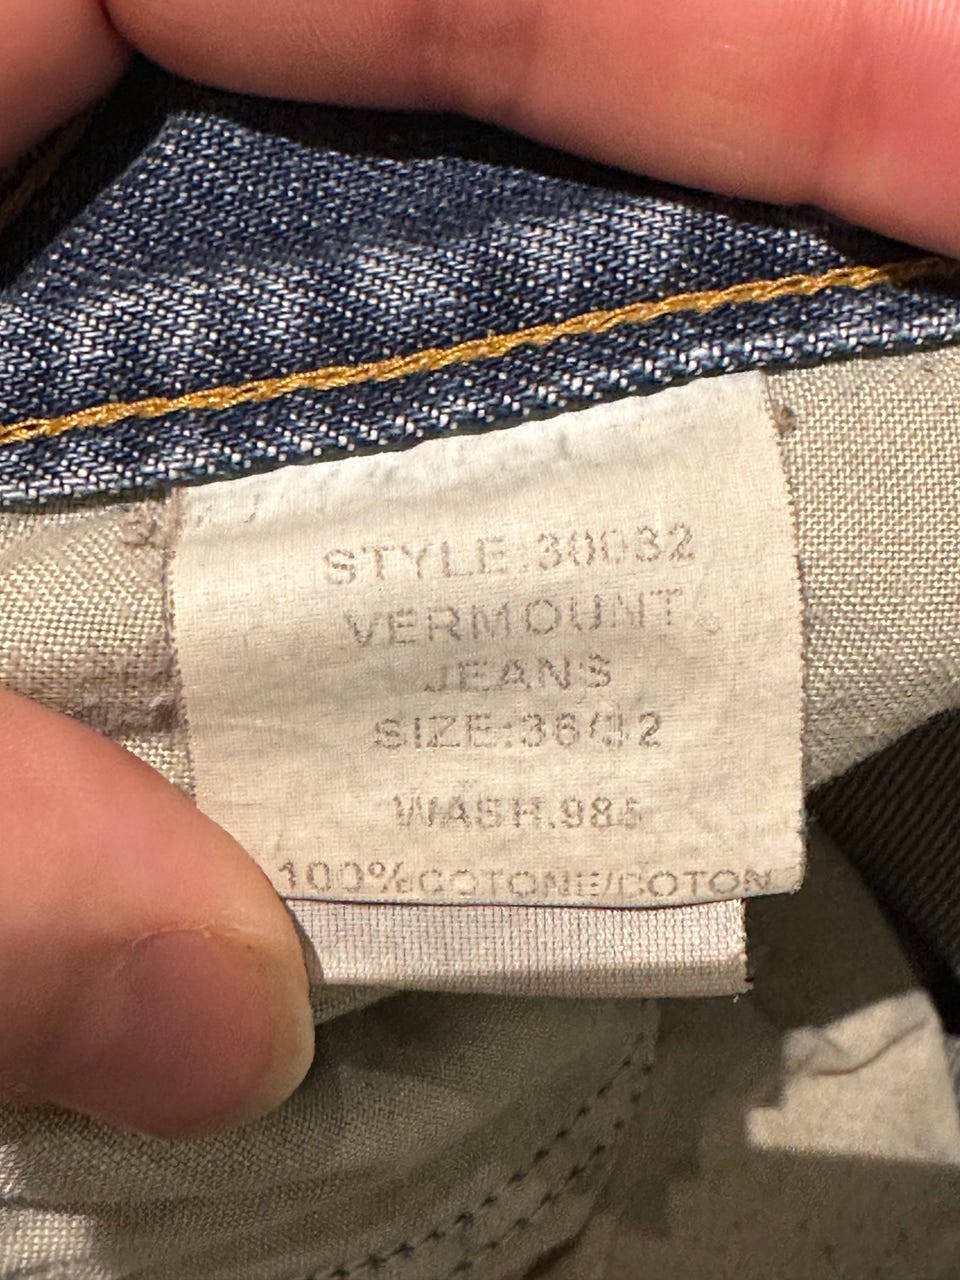 STYLE:30032
VERMOUNT
JEANS
SIZE:36/32
WASH.985
100%COTONE/COTON